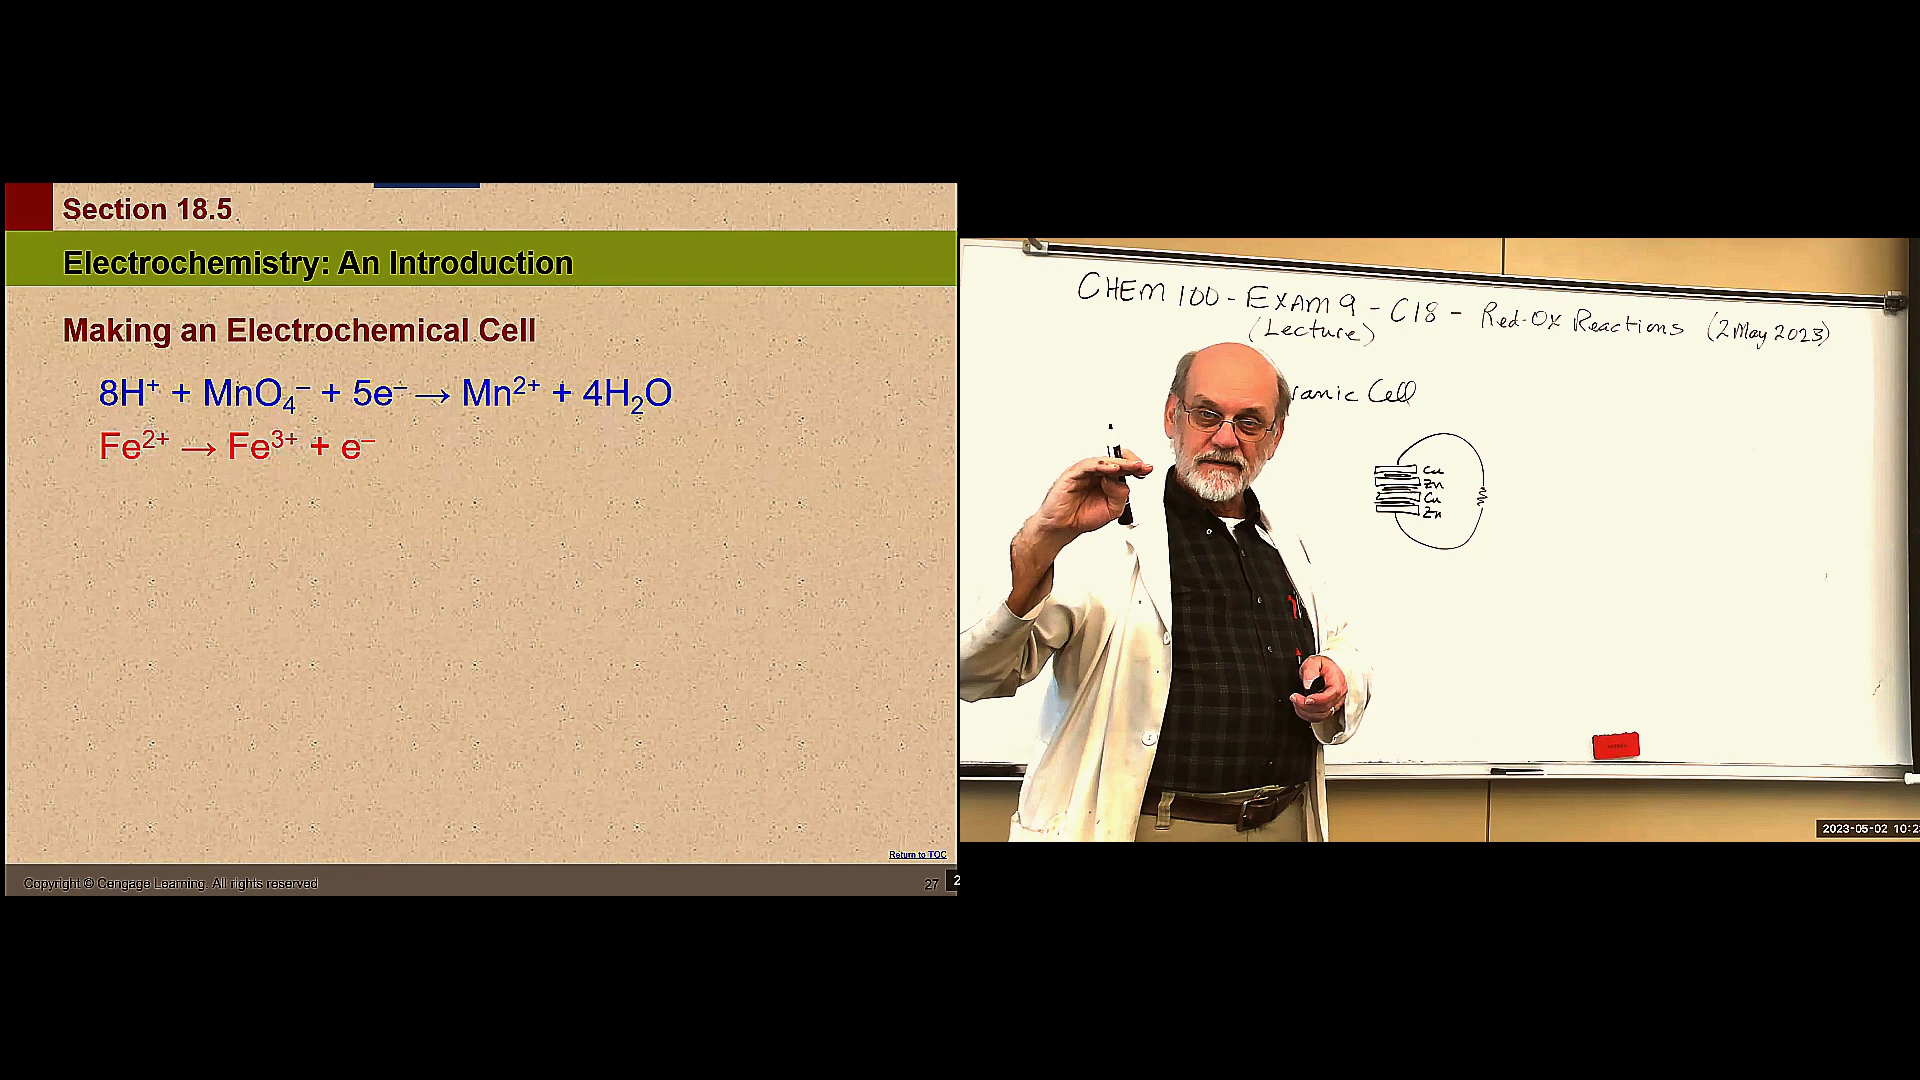 Section 18.5
Electrochemistry: An Introduction
Making an Electrochemical Cell
8H⁺ + MnO₄⁻ + 5e⁻ → Mn²⁺ + 4H₂O
Fe²⁺ → Fe³⁺ + e⁻
Return to TOC
Copyright © Cengage Learning. All rights reserved
27
2
CHEM 100 - EXAM 9 - C18 - Red-Ox Reactions (2 May 2023)
(Lecture)
Cell
Cu
Zn
Cu
Zn
2023-05-02